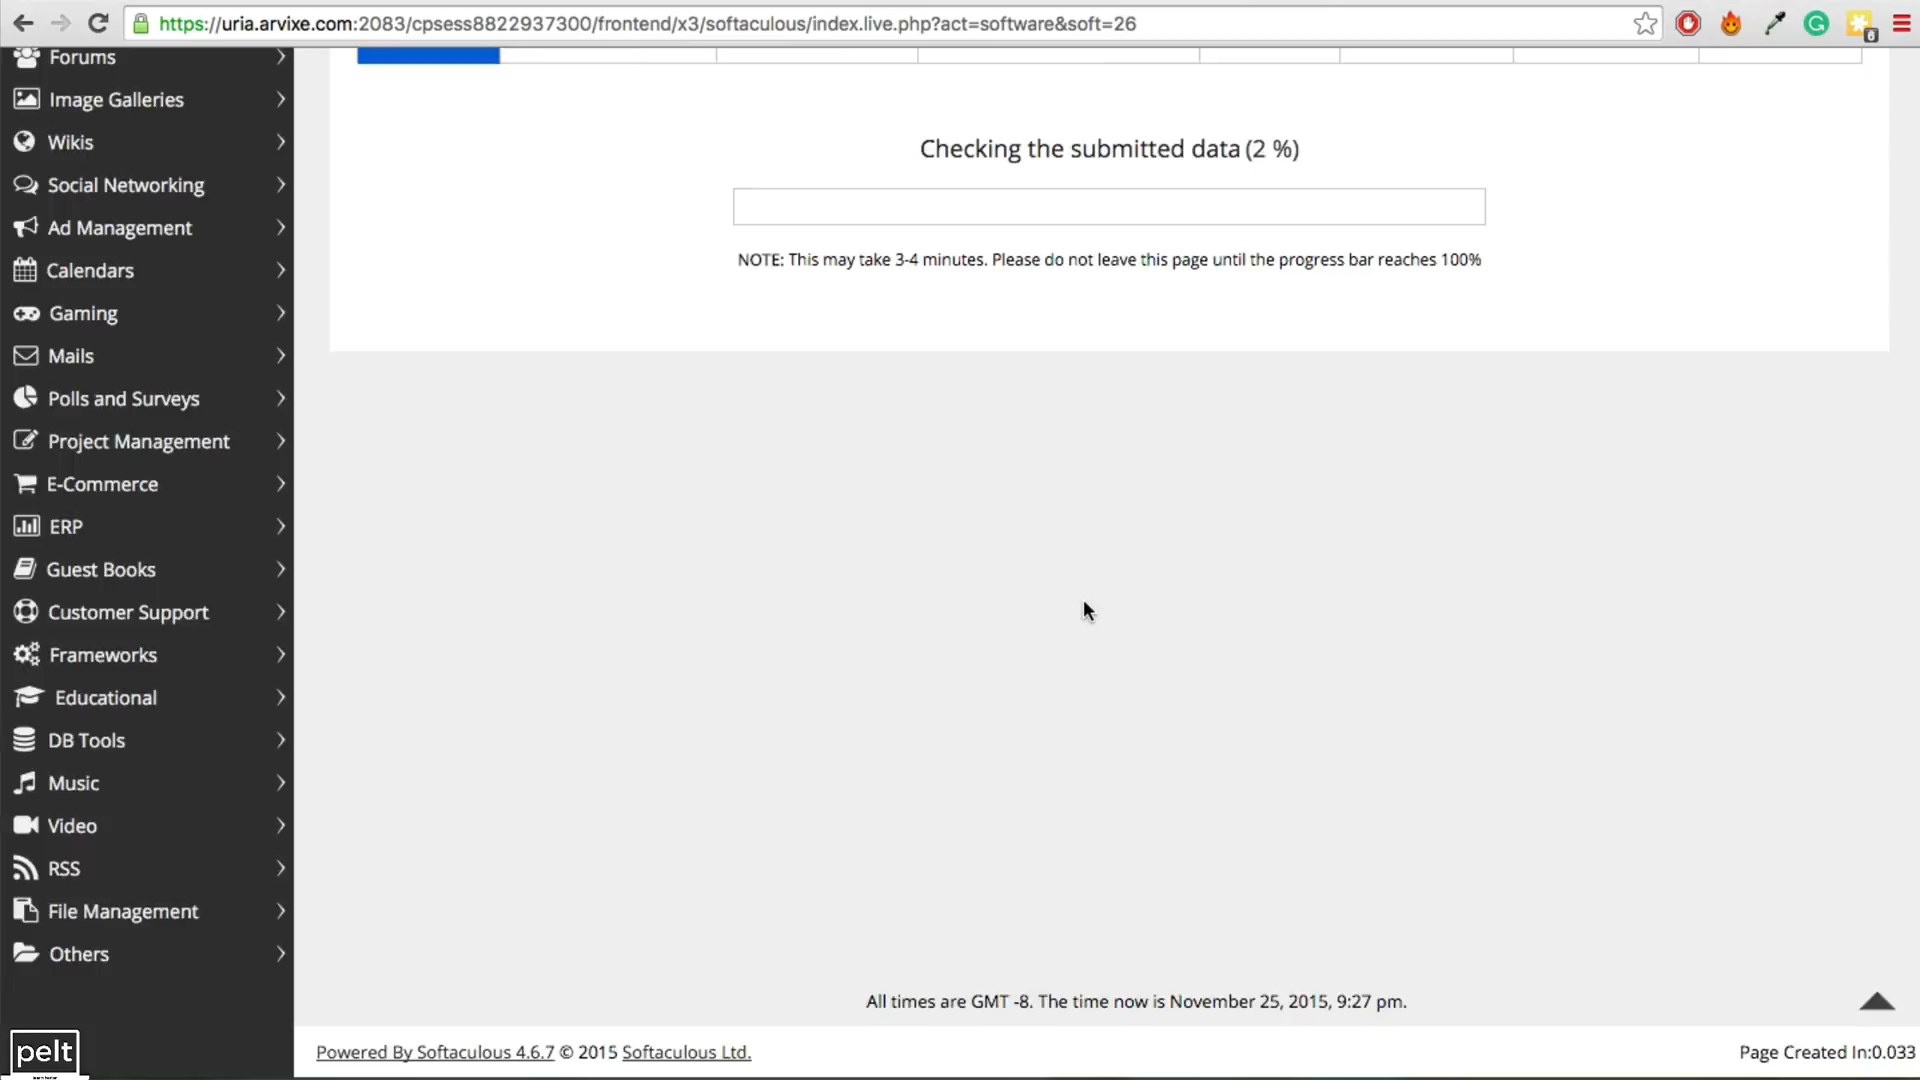 https://uria.arvixe.com:2083/cpsess8822937300/frontend/x3/softaculous/index.live.php?act=software&soft=26
6
Forums
Image Galleries
Wikis
Social Networking
Ad Management
Calendars
Gaming
Mails
Polls and Surveys
Project Management
E-Commerce
ERP
Guest Books
Customer Support
Frameworks
Educational
DB Tools
Music
Video
RSS
File Management
Others
Checking the submitted data (2 %)
NOTE: This may take 3-4 minutes. Please do not leave this page until the progress bar reaches 100%
All times are GMT -8. The time now is November 25, 2015, 9:27 pm.
Powered By Softaculous 4.6.7 © 2015 Softaculous Ltd.
Page Created In:0.033
pelt